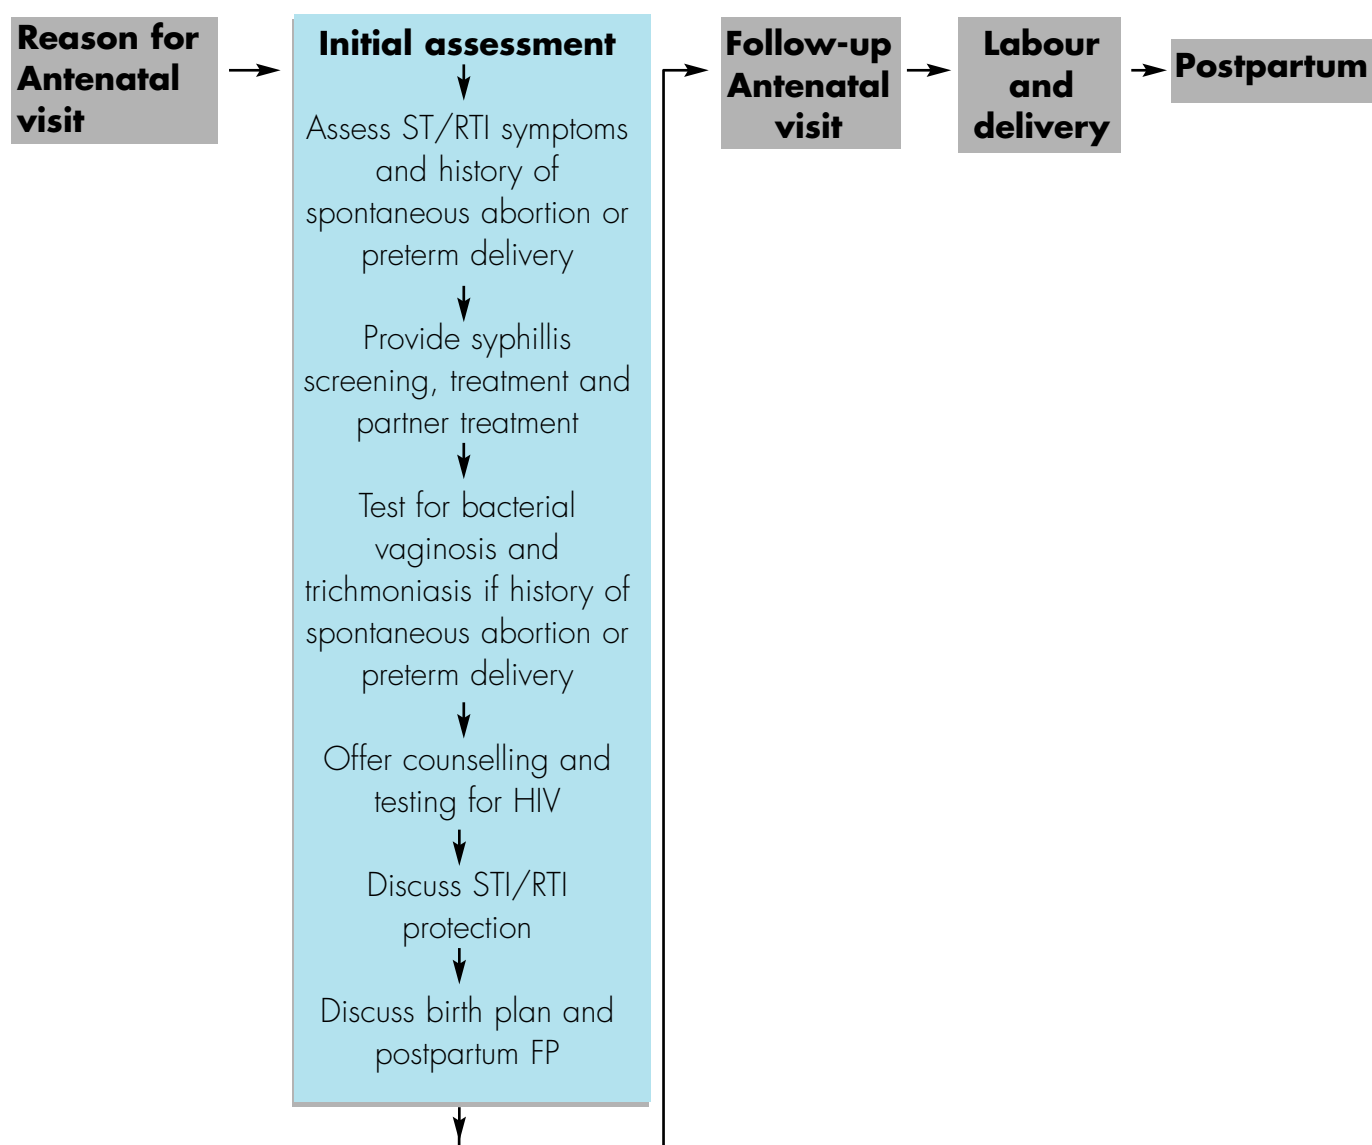 Reason for
Antenatal
visit
Initial assessment
Assess ST/RTI symptoms
and history of
spontaneous abortion or
preterm delivery
Provide syphillis
screening, treatment and
partner treatment
Test for bacterial
vaginosis and
trichmoniasis if history of
spontaneous abortion or
preterm delivery
Offer counselling and
testing for HIV
Discuss STI/RTI
protection
Discuss birth plan and
postpartum FP
Follow-up
Antenatal
visit
Labour
and
delivery
Postpartum